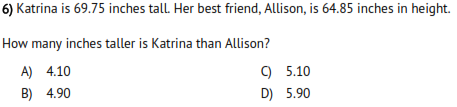 6) Katrina is 69.75 inches tall. Her best friend, Allison, is 64.85 inches in height.
How many inches taller is Katrina than Allison?
A) 4.10 C) 5.10
B) 4.90 D) 5.90